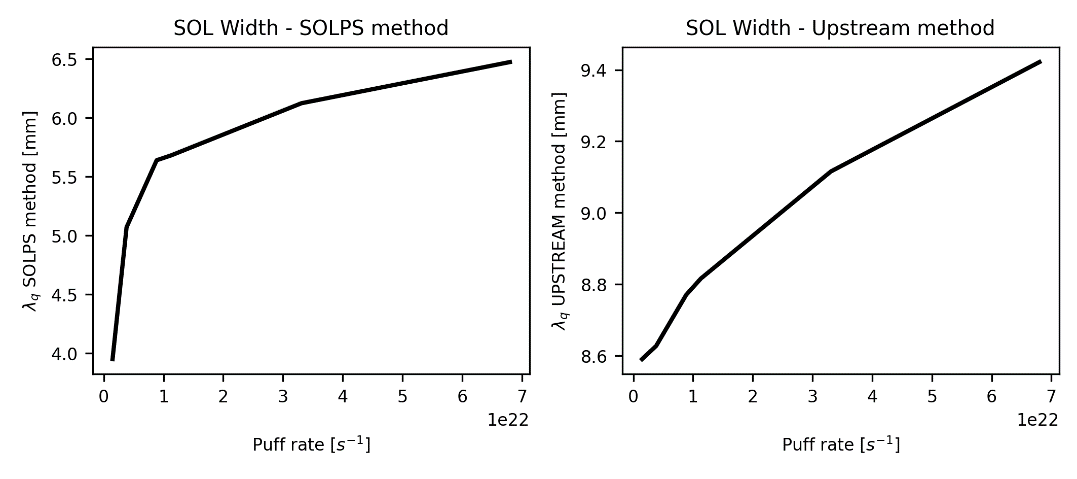 SOL Width - SOLPS method
λq SOLPS method [mm]
6.5
6.0
5.5
5.0
4.5
4.0
0 1 2 3 4 5 6 7
1e22
Puff rate [s⁻¹]
SOL Width - Upstream method
λq UPSTREAM method [mm]
9.4
9.2
9.0
8.8
8.6
0 1 2 3 4 5 6 7
1e22
Puff rate [s⁻¹]